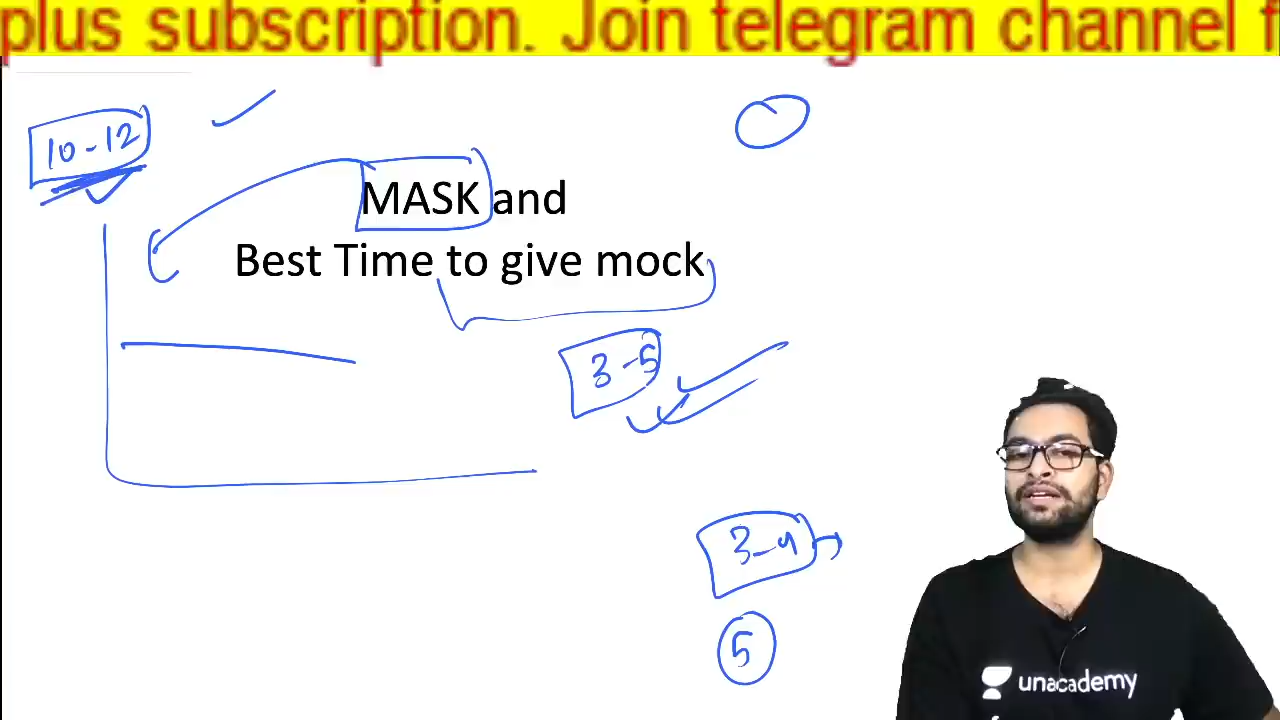 plus subscription. Join telegram channel f
10-12
MASK and
Best Time to give mock
3-5
3-4
5
unacademy